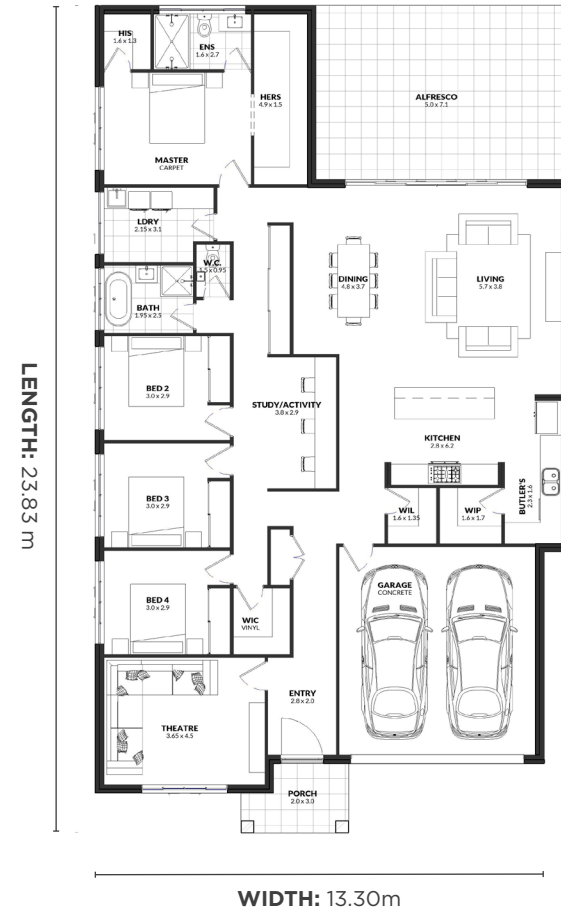 HIS
1.6 x 1.3
ENS
1.6 x 2.7
HERS
4.9 x 1.5
ALFRESCO
5.0 x 7.1
MASTER
CARPET
LDRY
2.15 x 3.1
W.C.
1.5 x 0.95
BATH
1.95 x 2.5
DINING
4.8 x 3.7
LIVING
5.7 x 3.8
BED 2
3.0 x 2.9
STUDY/ACTIVITY
3.8 x 2.9
KITCHEN
2.8 x 6.2
BUTLER'S
2.3 x 1.6
BED 3
3.0 x 2.9
WIL
1.6 x 1.35
WIP
1.6 x 1.7
GARAGE
CONCRETE
BED 4
3.0 x 2.9
WIC
VINYL
ENTRY
2.8 x 2.0
THEATRE
3.65 x 4.5
PORCH
2.0 x 3.0
LENGTH: 23.83 m
WIDTH: 13.30m